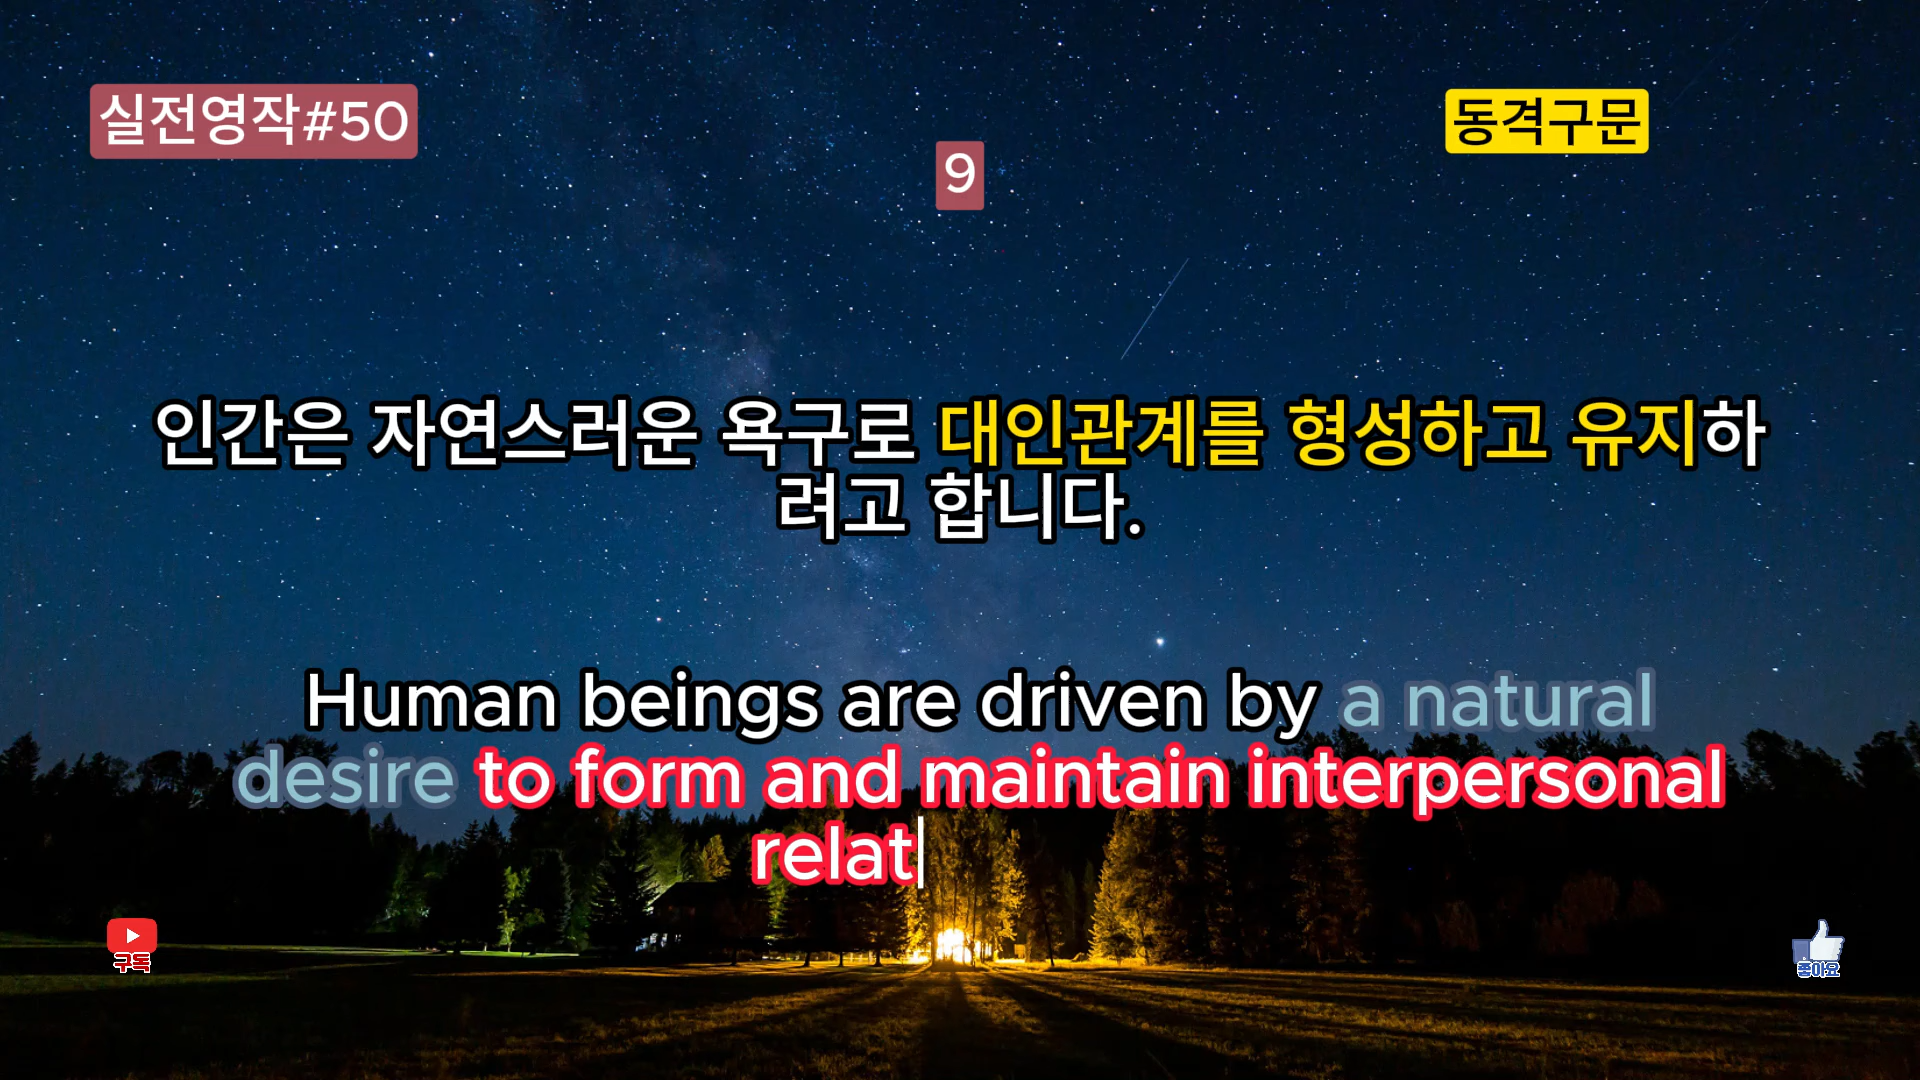 실전영작#50
동격구문
9
인간은 자연스러운 욕구로 대인관계를 형성하고 유지하
려고 합니다.
Human beings are driven by a natural
desire to form and maintain interpersonal
relat
구독
좋아요